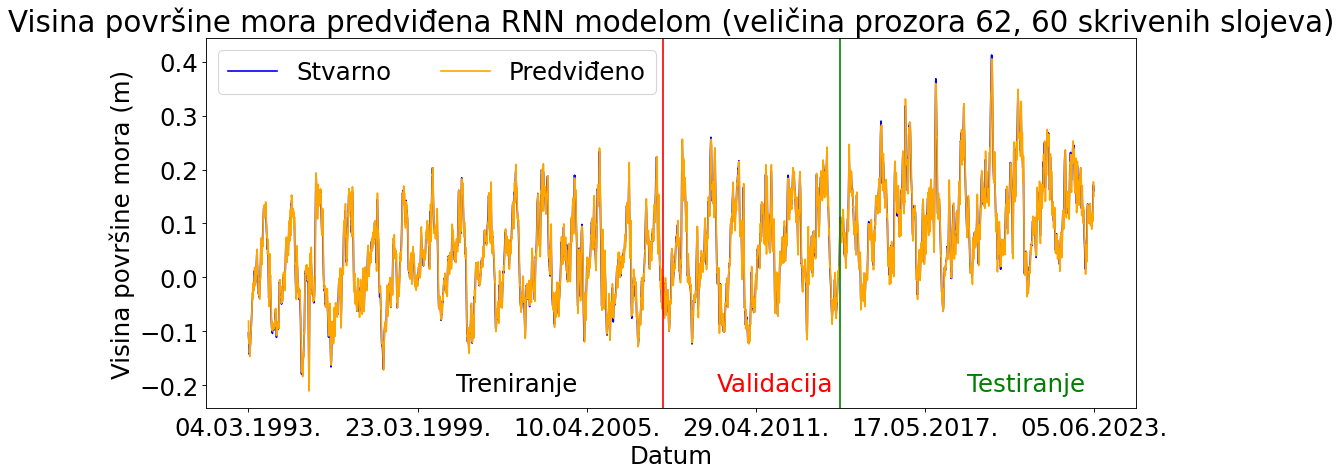 Visina površine mora predviđena RNN modelom (veličina prozora 62, 60 skrivenih slojeva)
Stvarno Predviđeno
Visina površine mora (m)
0.4
0.3
0.2
0.1
0.0
−0.1
−0.2
Treniranje Validacija Testiranje
04.03.1993. 23.03.1999. 10.04.2005. 29.04.2011. 17.05.2017. 05.06.2023.
Datum